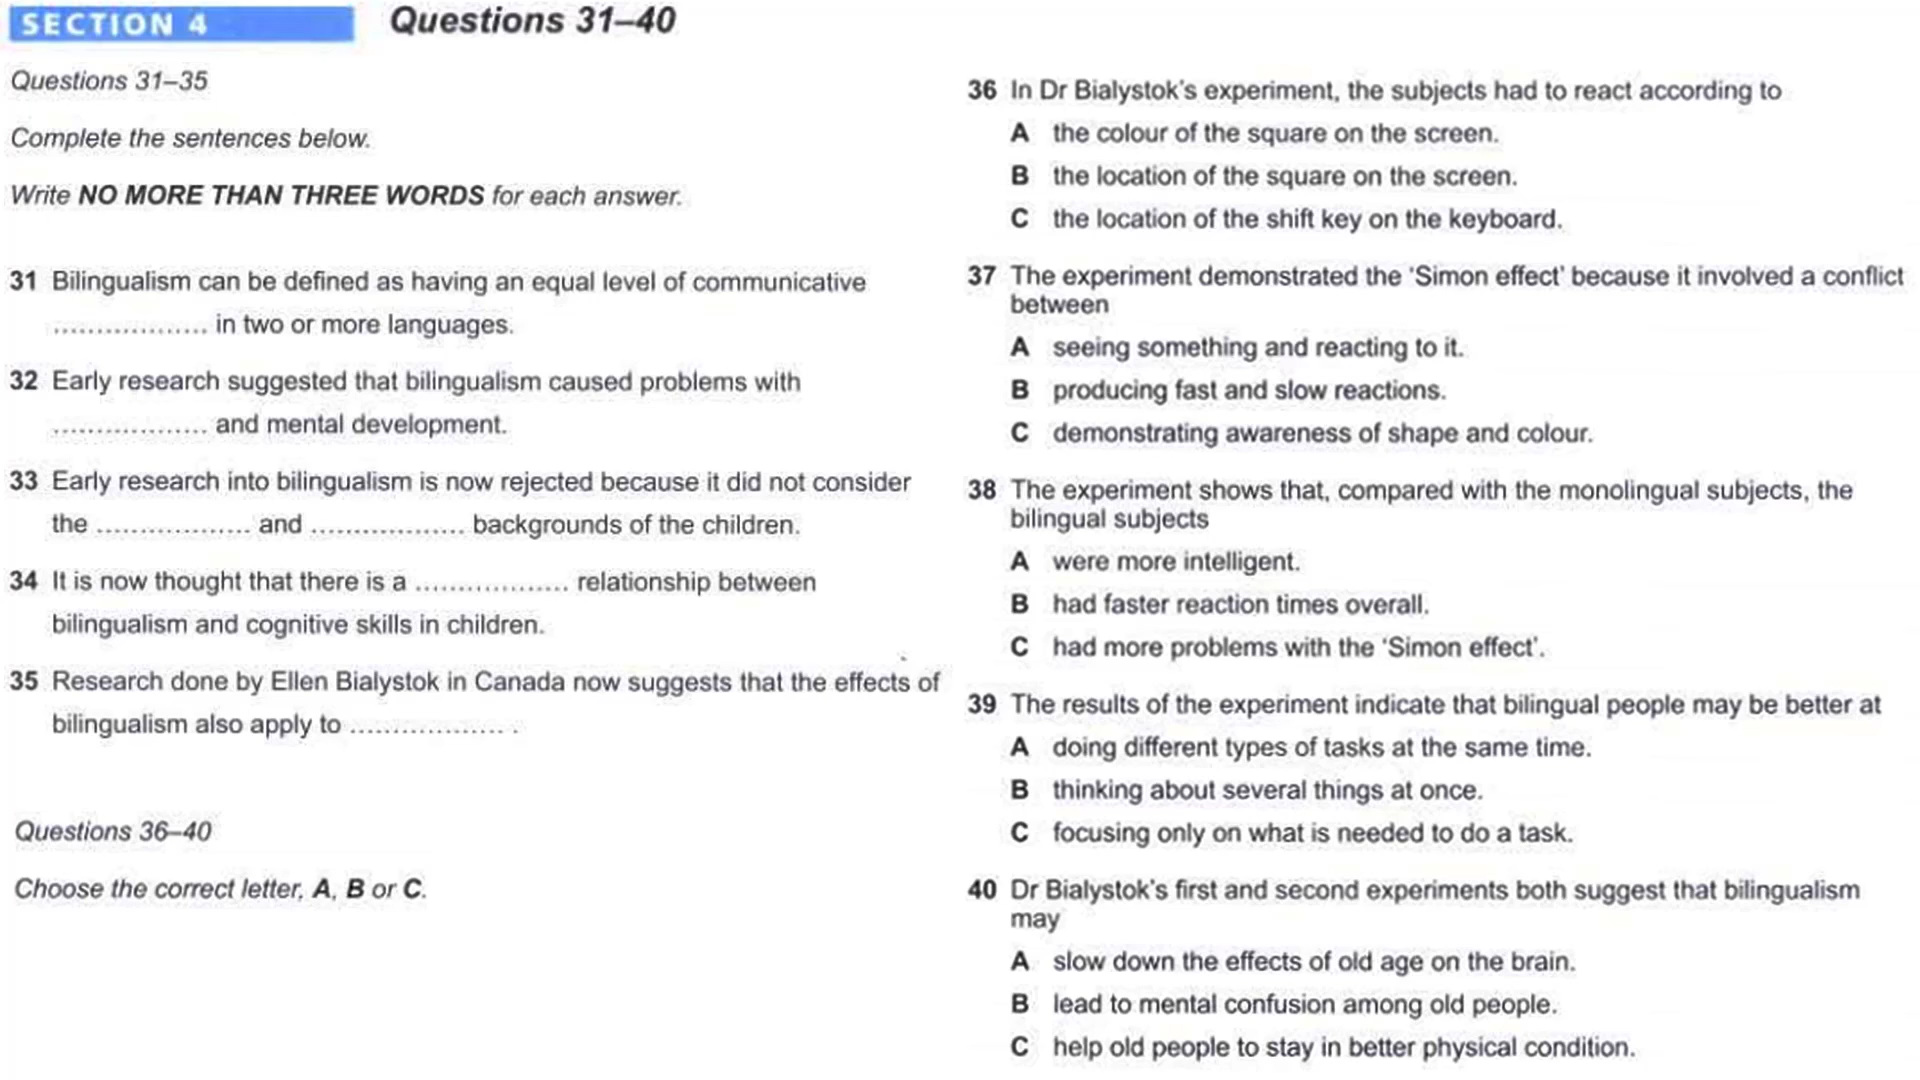 SECTION 4
Questions 31–40
Questions 31–35
Complete the sentences below.
Write NO MORE THAN THREE WORDS for each answer.
31 Bilingualism can be defined as having an equal level of communicative
.................. in two or more languages.
32 Early research suggested that bilingualism caused problems with
.................. and mental development.
33 Early research into bilingualism is now rejected because it did not consider
the .................. and .................. backgrounds of the children.
34 It is now thought that there is a .................. relationship between
bilingualism and cognitive skills in children.
35 Research done by Ellen Bialystok in Canada now suggests that the effects of
bilingualism also apply to .................. .
Questions 36–40
Choose the correct letter, A, B or C.
36 In Dr Bialystok's experiment, the subjects had to react according to
A the colour of the square on the screen.
B the location of the square on the screen.
C the location of the shift key on the keyboard.
37 The experiment demonstrated the 'Simon effect' because it involved a conflict
between
A seeing something and reacting to it.
B producing fast and slow reactions.
C demonstrating awareness of shape and colour.
38 The experiment shows that, compared with the monolingual subjects, the
bilingual subjects
A were more intelligent.
B had faster reaction times overall.
C had more problems with the 'Simon effect'.
39 The results of the experiment indicate that bilingual people may be better at
A doing different types of tasks at the same time.
B thinking about several things at once.
C focusing only on what is needed to do a task.
40 Dr Bialystok's first and second experiments both suggest that bilingualism
may
A slow down the effects of old age on the brain.
B lead to mental confusion among old people.
C help old people to stay in better physical condition.